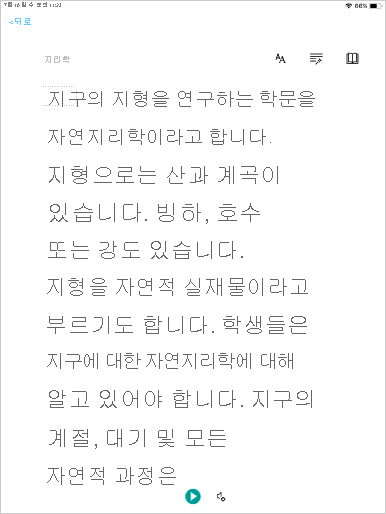 66%
<뒤로
지리학
지구의 지형을 연구하는 학문을
자연지리학이라고 합니다.
지형으로는 산과 계곡이
있습니다. 빙하, 호수
또는 강도 있습니다.
지형을 자연적 실재물이라고
부르기도 합니다. 학생들은
지구에 대한 자연지리학에 대해
알고 있어야 합니다. 지구의
계절, 대기 및 모든
자연적 과정은